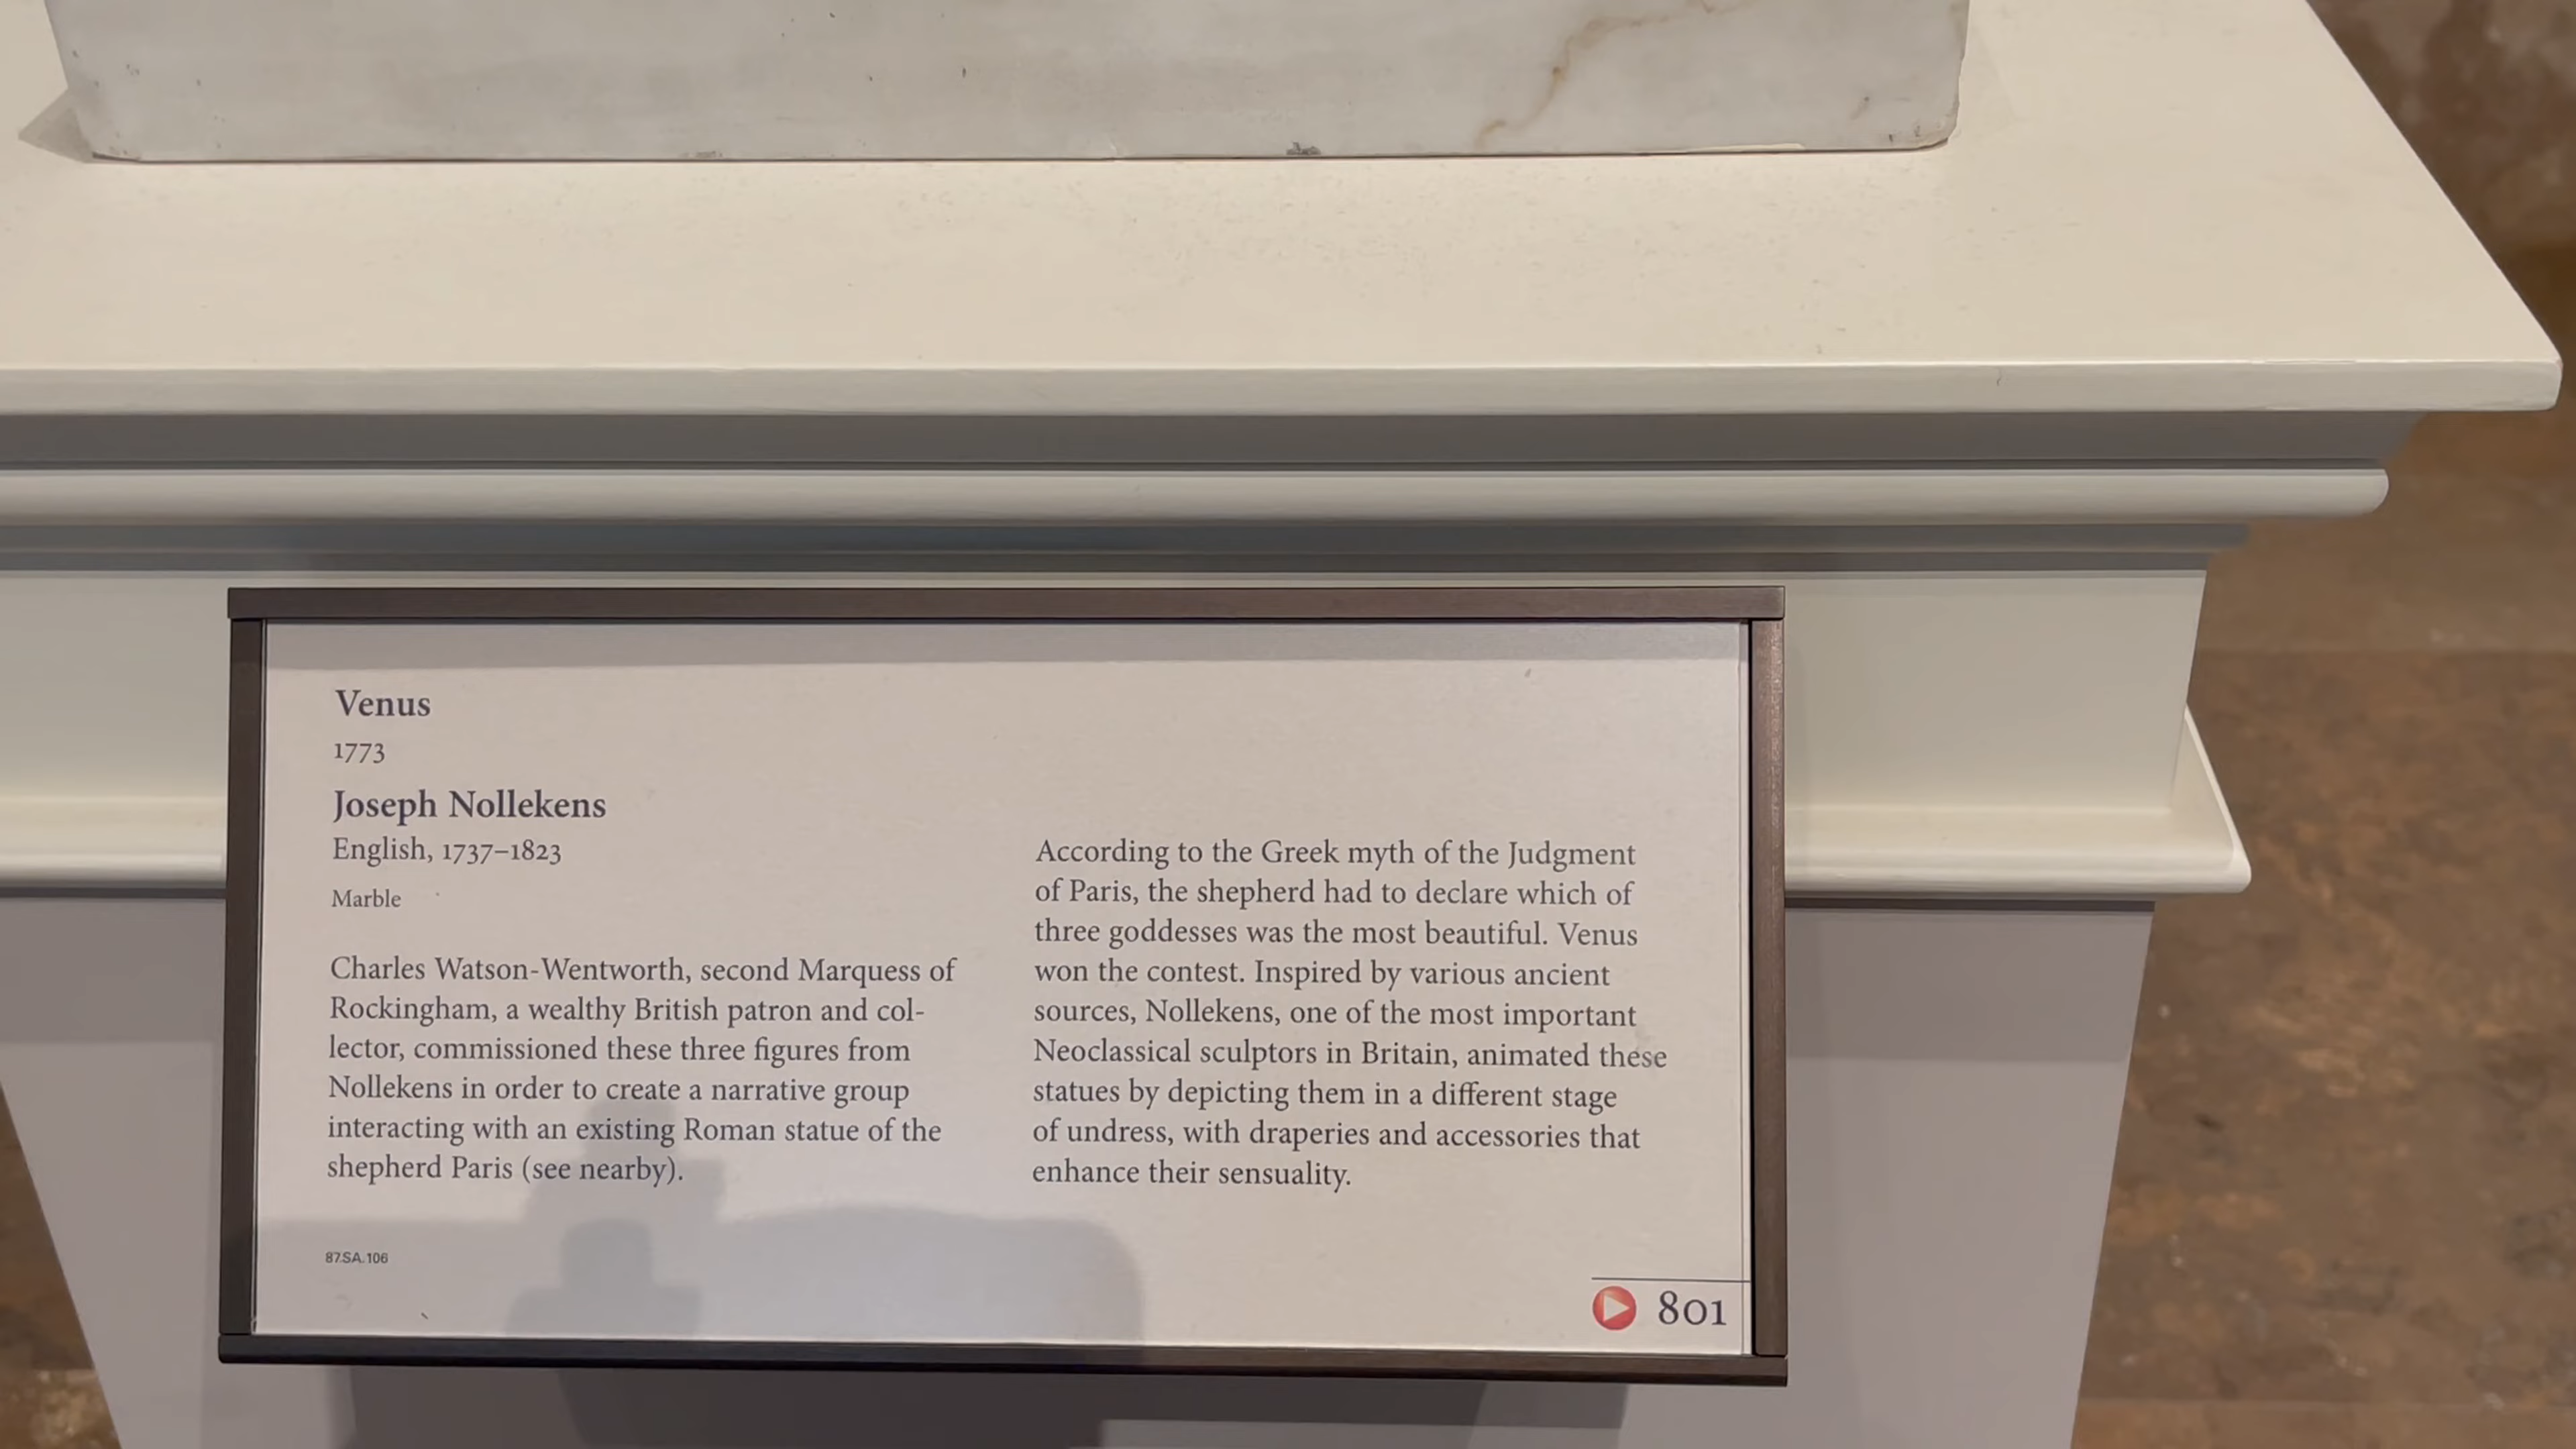 Venus
1773
Joseph Nollekens
English, 1737–1823
Marble
Charles Watson-Wentworth, second Marquess of
Rockingham, a wealthy British patron and col-
lector, commissioned these three figures from
Nollekens in order to create a narrative group
interacting with an existing Roman statue of the
shepherd Paris (see nearby).
According to the Greek myth of the Judgment
of Paris, the shepherd had to declare which of
three goddesses was the most beautiful. Venus
won the contest. Inspired by various ancient
sources, Nollekens, one of the most important
Neoclassical sculptors in Britain, animated these
statues by depicting them in a different stage
of undress, with draperies and accessories that
enhance their sensuality.
87.SA.106
801